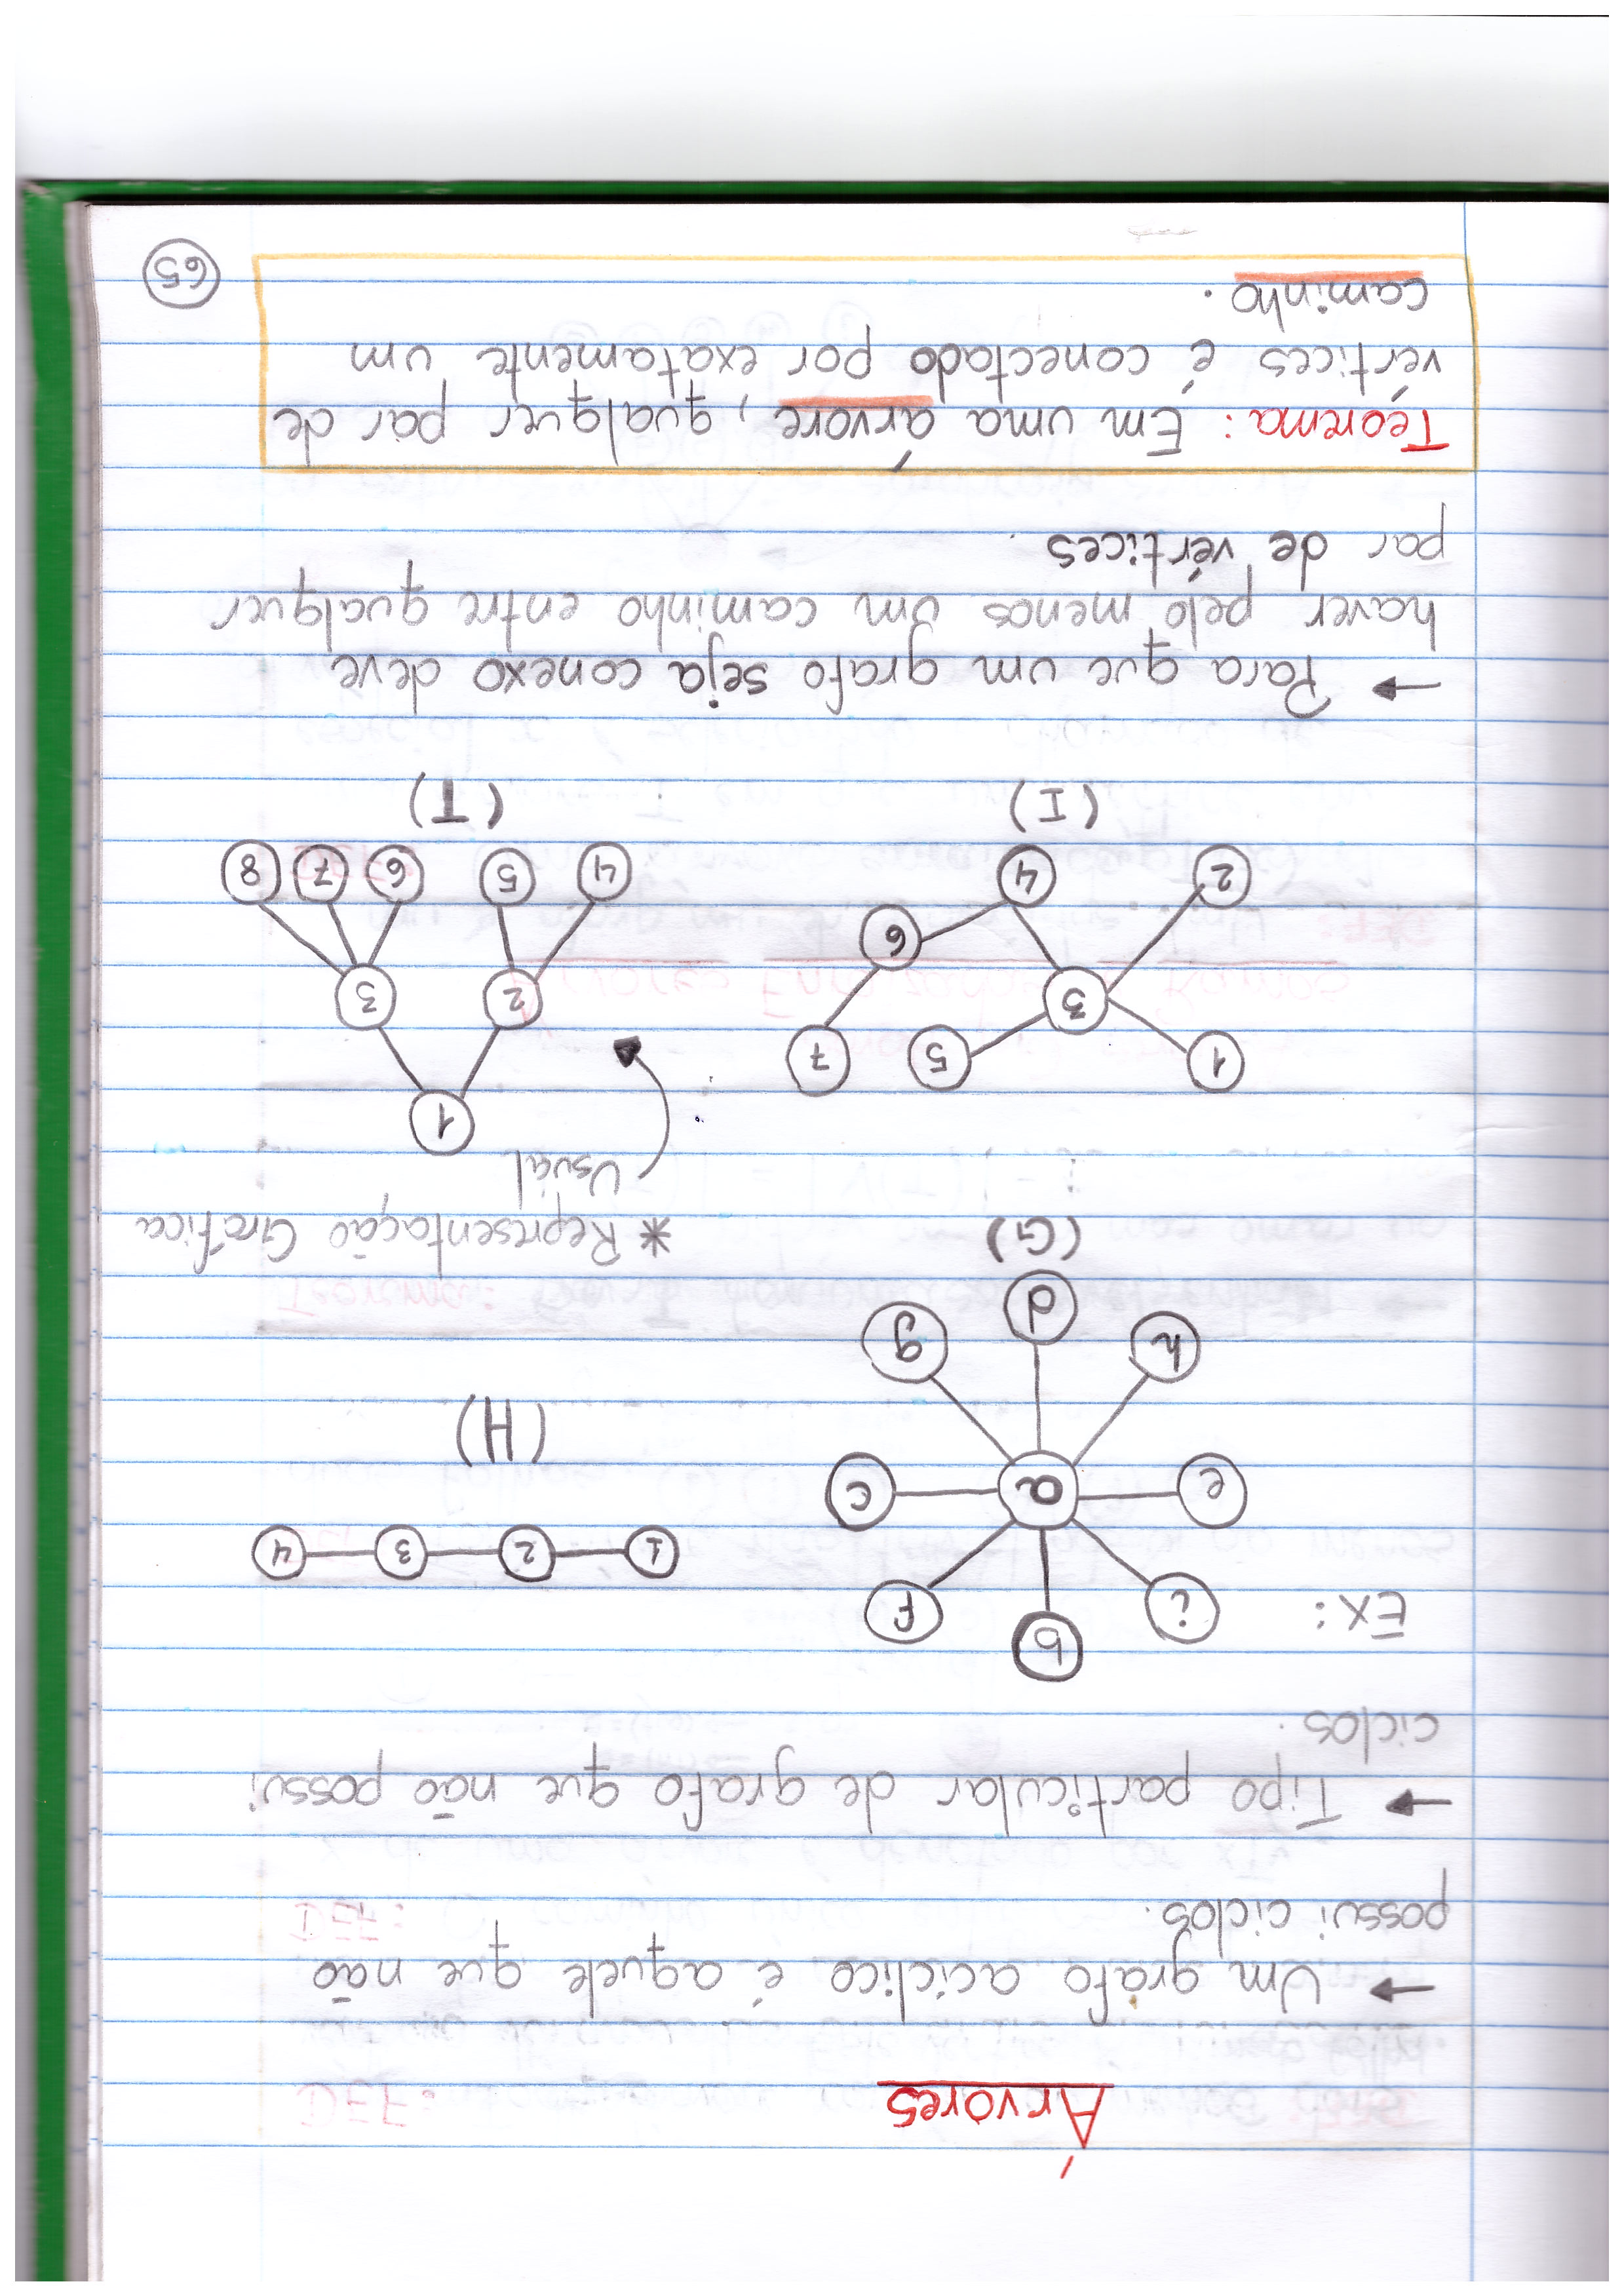 Árvores
→ Um grafo acíclico é aquele que não
possui ciclos.
→ Tipo particular de grafo que não possui
ciclos.
Ex:
i b f
e a c
h d g
(G)
1 2 3 4
(H)
* Representação Gráfica
Usual
1 5 7
3
6
2 4
(I)
1
2 3
4 5 6 7 8
(T)
→ Para que um grafo seja conexo deve
haver pelo menos um caminho entre qualquer
par de vértices.
Teorema: Em uma árvore, qualquer par de
vértices é conectado por exatamente um
caminho.
65